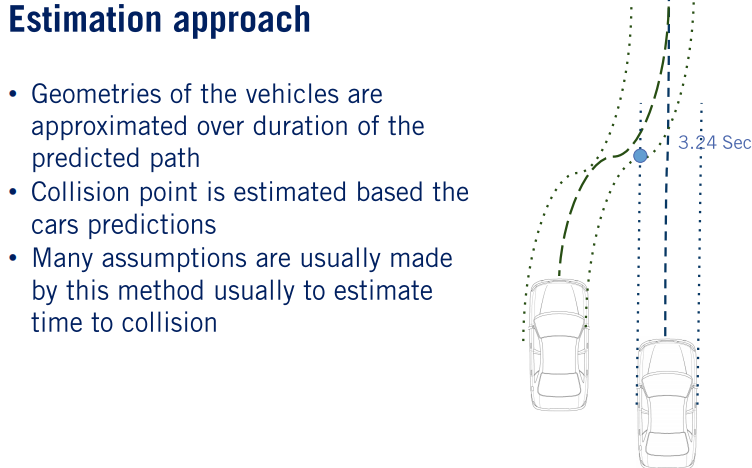 Estimation approach
• Geometries of the vehicles are
approximated over duration of the
predicted path
• Collision point is estimated based the
cars predictions
• Many assumptions are usually made
by this method usually to estimate
time to collision
3.24 Sec